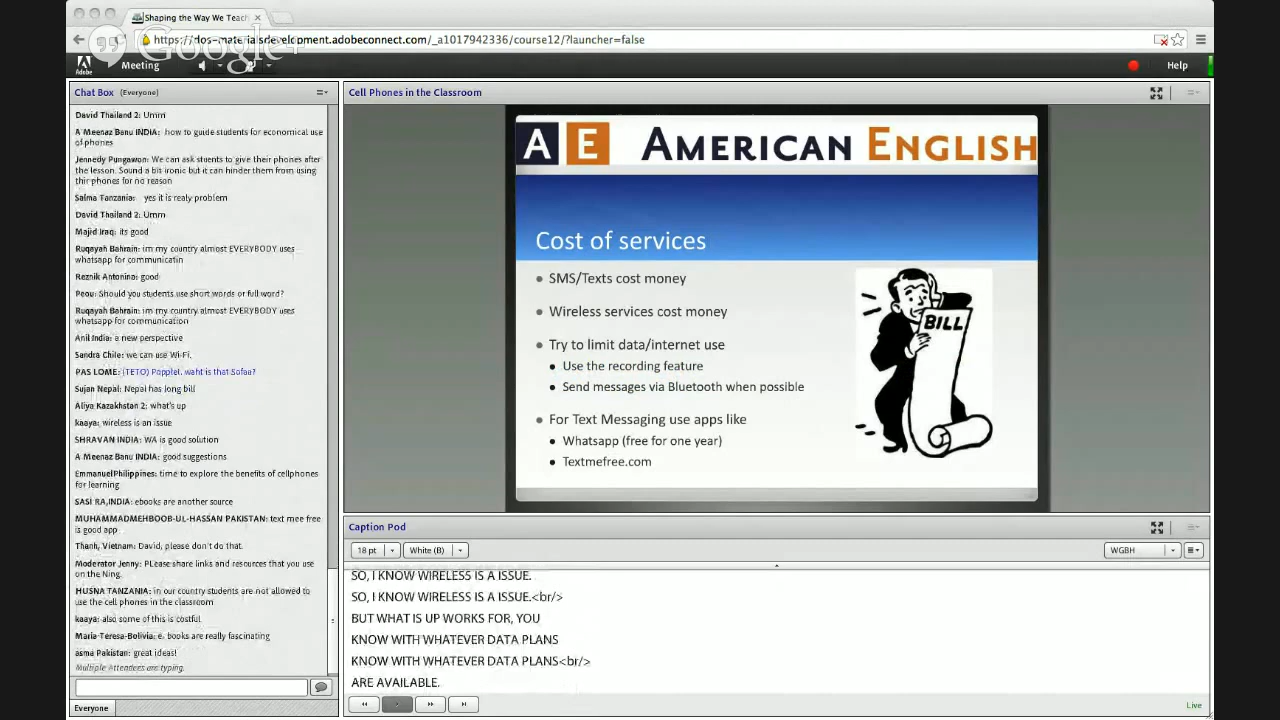 Shaping the Way We Teach
Google+
https://dos-materialsdevelopment.adobeconnect.com/_a1017942336/course12/?launcher=false
Adobe
Meeting
Help
Chat Box (Everyone)
David Thailand 2: Umm
A Meenaz Banu INDIA: how to guide students for economical use
of phones
Jennedy Pungawon: We can ask stuents to give their phones after
the lesson. Sound a bit ironic but it can hinder them from using
thir phones for no reason
Salma Tanzania: yes it is realy problem
David Thailand 2: Umm
Majid Iraq: its good
Ruqayah Bahrain: im my country almost EVERYBODY uses
whatsapp for communicatin
Reznik Antonina: good
Peou: Should you students use short words or full word?
Ruqayah Bahrain: im my country almost EVERYBODY uses
whatsapp for communication
Anil India: a new perspective
Sandra Chile: we can use Wi-Fi,
PAS LOME: (TETO) Papplet, waht is that Sofaa?
Sujan Nepal: Nepal has long bill
Aliya Kazakhstan 2: what's up
kaaya: wireless is an issue
SHRAVAN INDIA: WA is good solution
A Meenaz Banu INDIA: good suggestions
EmmanuelPhilippines: time to explore the benefits of cellphones
for learning
SASI RA,INDIA: ebooks are another source
MUHAMMADMEHBOOB-UL-HASSAN PAKISTAN: text mee free
is good app
Thanh, Vietnam: David, please don't do that.
Moderator Jenny: PLease share links and resources that you use
on the Ning.
HUSNA TANZANIA: in our country students are not allowed to
use the cell phones in the classroom
kaaya: also some of this is costful
Maria-Teresa-Bolivia: e. books are really fascinating
asma Pakistan: great ideas!
Multiple Attendees are typing.
Everyone
Cell Phones in the Classroom
AE AMERICAN ENGLISH
Cost of services
SMS/Texts cost money
Wireless services cost money
Try to limit data/internet use
Use the recording feature
Send messages via Bluetooth when possible
For Text Messaging use apps like
Whatsapp (free for one year)
Textmefree.com
BILL
Caption Pod
18 pt White (B) WGBH
SO, I KNOW WIRELESS IS A ISSUE.
SO, I KNOW WIRELESS IS A ISSUE.<br/>
BUT WHAT IS UP WORKS FOR, YOU
KNOW WITH WHATEVER DATA PLANS
KNOW WITH WHATEVER DATA PLANS<br/>
ARE AVAILABLE.
Live